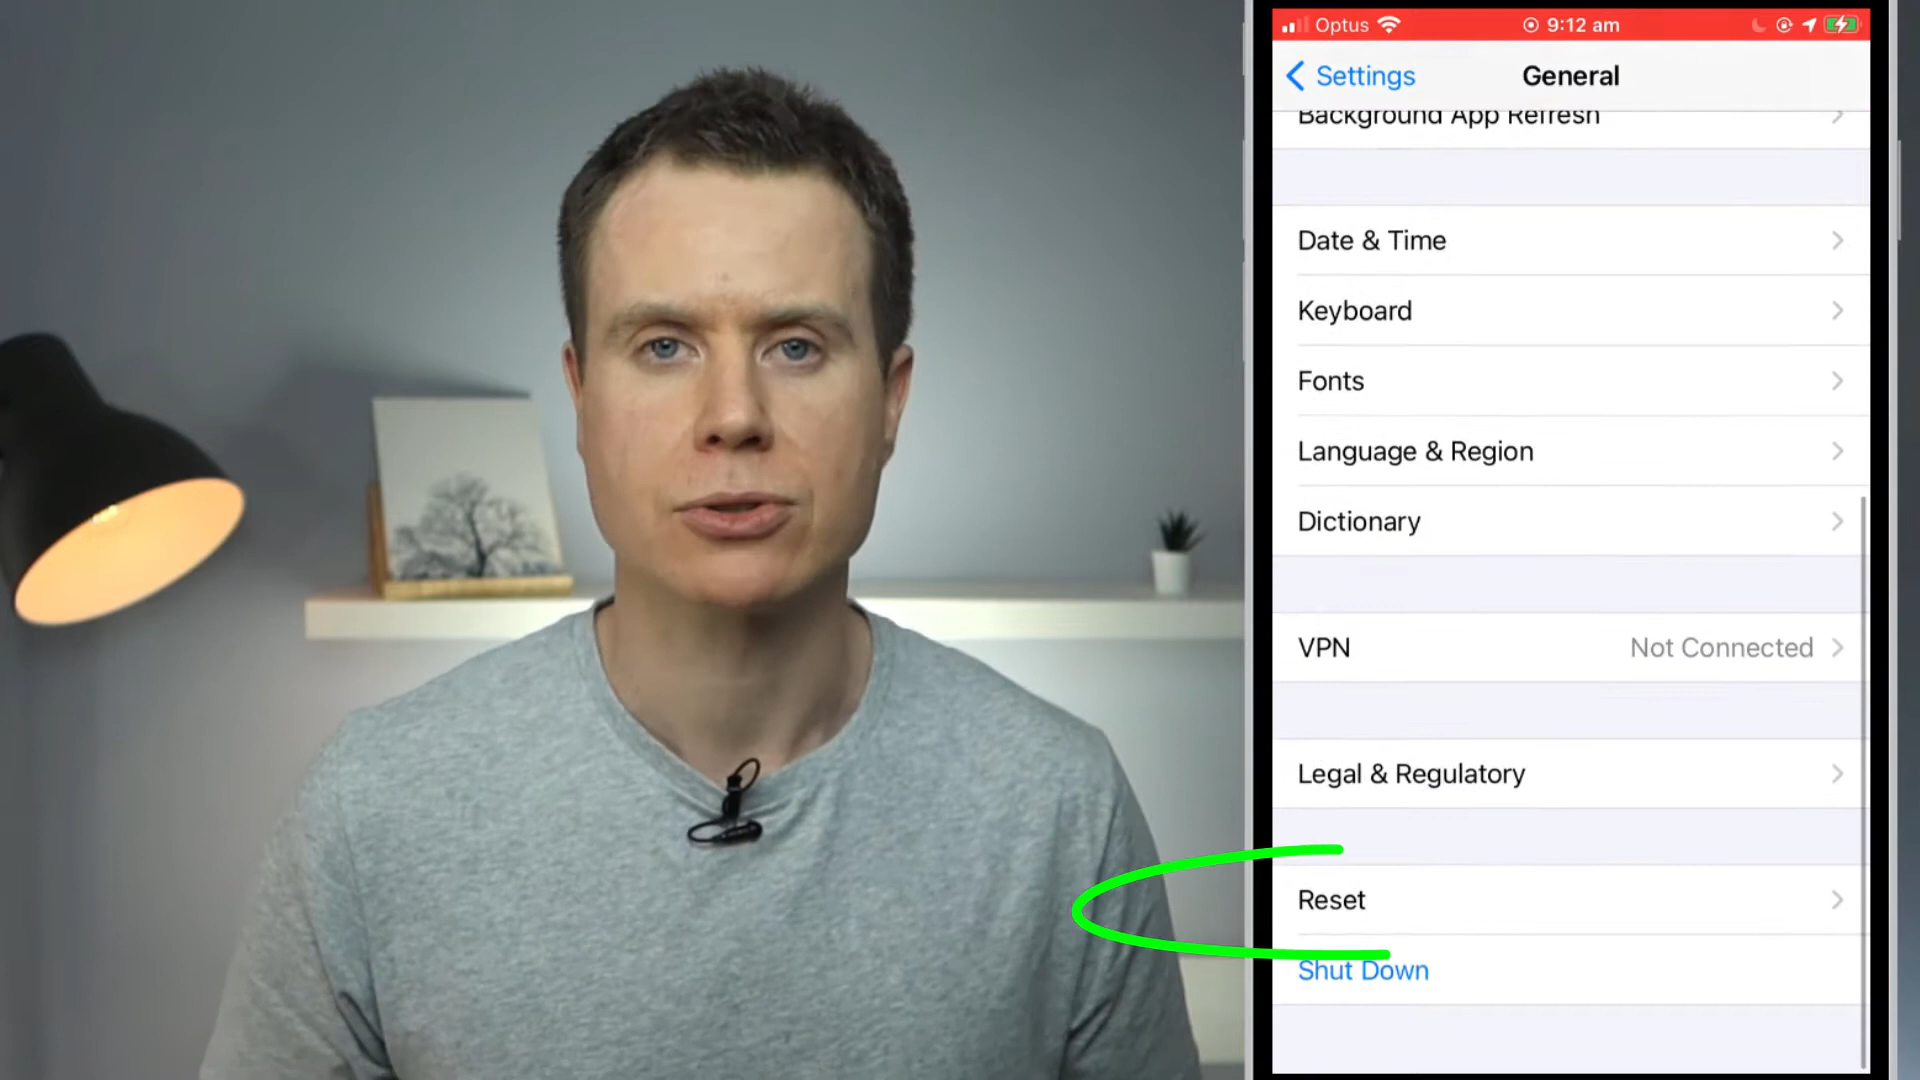 Optus 9:12 am
Settings General
Background App Refresh
Date & Time
Keyboard
Fonts
Language & Region
Dictionary
VPN Not Connected
Legal & Regulatory
Reset
Shut Down